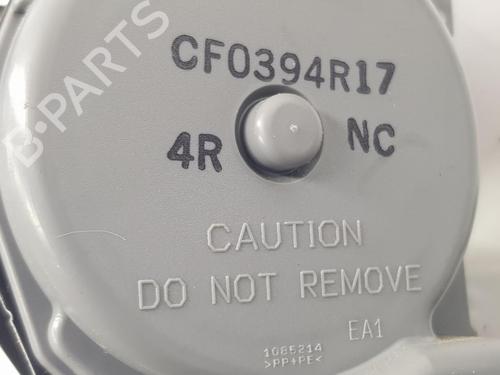 B-PARTS
CF0394R17
4R NC
CAUTION
DO NOT REMOVE
EA1
1085214
>PP+PE<